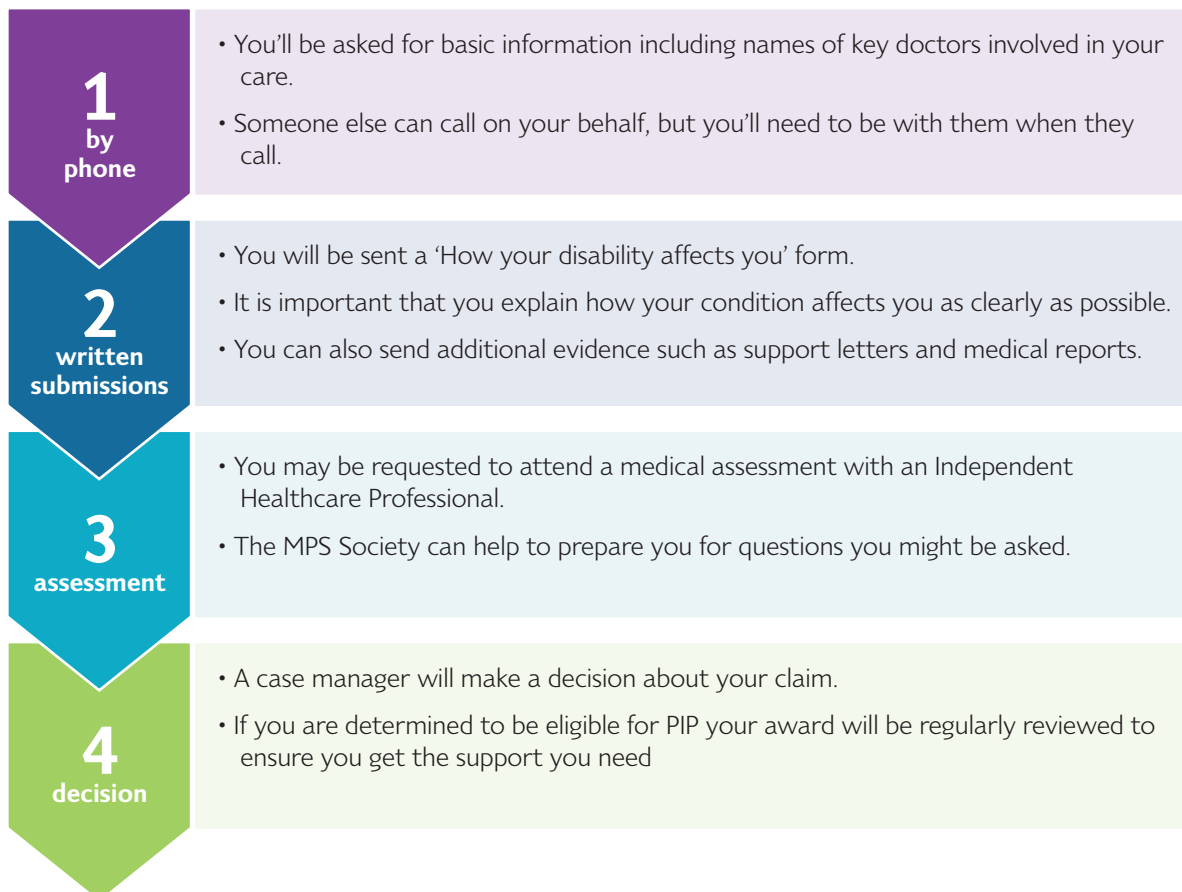 1
by
phone
• You’ll be asked for basic information including names of key doctors involved in your
care.
• Someone else can call on your behalf, but you’ll need to be with them when they
call.
2
written
submissions
• You will be sent a ‘How your disability affects you’ form.
• It is important that you explain how your condition affects you as clearly as possible.
• You can also send additional evidence such as support letters and medical reports.
3
assessment
• You may be requested to attend a medical assessment with an Independent
Healthcare Professional.
• The MPS Society can help to prepare you for questions you might be asked.
4
decision
• A case manager will make a decision about your claim.
• If you are determined to be eligible for PIP your award will be regularly reviewed to
ensure you get the support you need